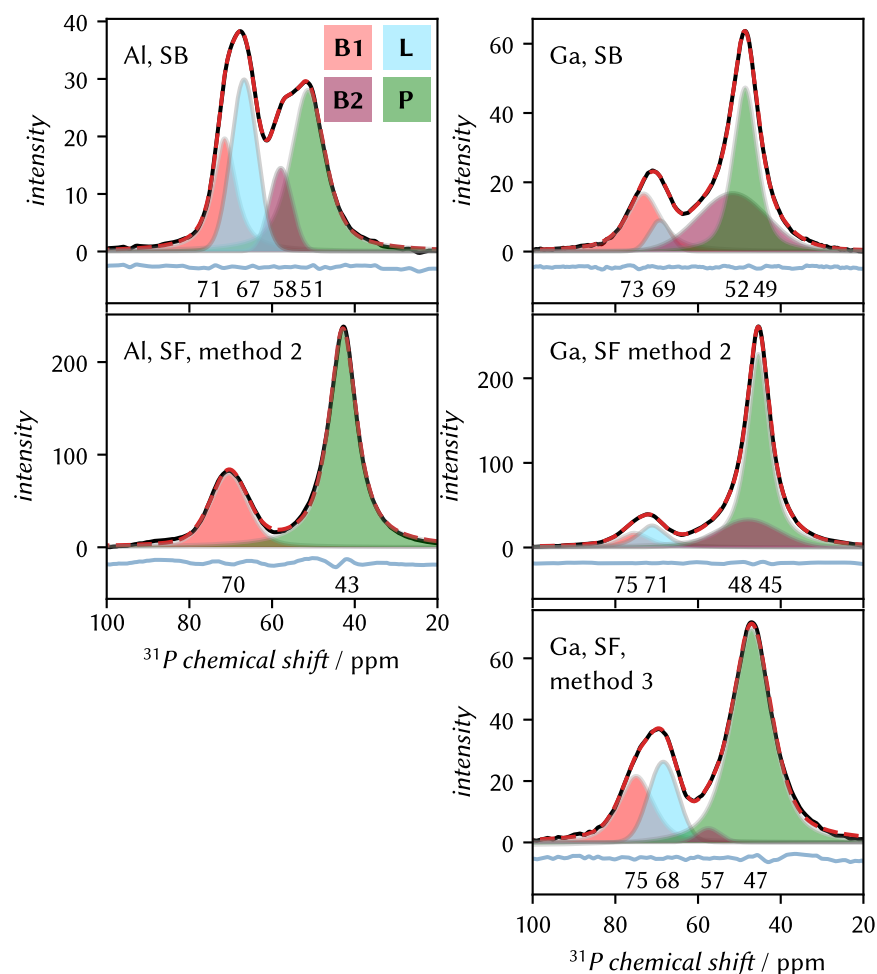 Al, SB
B1
L
B2
P
intensity
40
30
20
10
0
71 67 58 51
Ga, SB
intensity
60
40
20
0
73 69 52 49
Al, SF, method 2
intensity
200
100
0
70 43
100 80 60 40 20
³¹P chemical shift / ppm
Ga, SF method 2
intensity
200
100
0
75 71 48 45
Ga, SF,
method 3
intensity
60
40
20
0
75 68 57 47
100 80 60 40 20
³¹P chemical shift / ppm